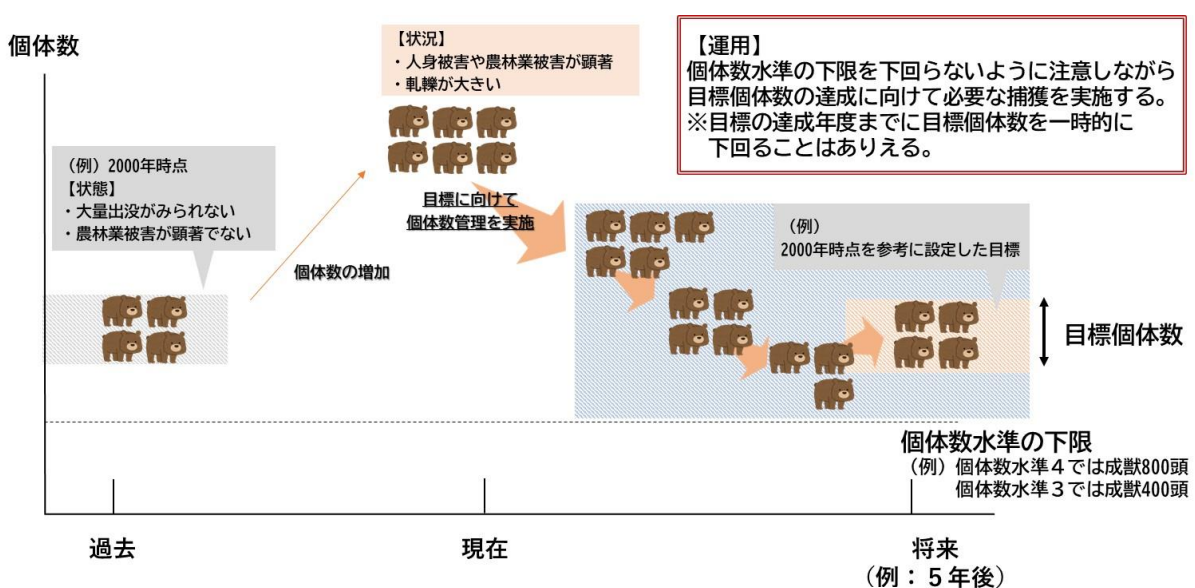 個体数
【状況】
・人身被害や農林業被害が顕著
・軋轢が大きい
【運用】
個体数水準の下限を下回らないように注意しながら
目標個体数の達成に向けて必要な捕獲を実施する。
※目標の達成年度までに目標個体数を一時的に
下回ることはありえる。
（例）2000年時点
【状態】
・大量出没がみられない
・農林業被害が顕著でない
目標に向けて
個体数管理を実施
個体数の増加
（例）
2000年時点を参考に設定した目標
目標個体数
個体数水準の下限
（例）個体数水準４では成獣800頭
個体数水準３では成獣400頭
過去
現在
将来
（例：５年後）